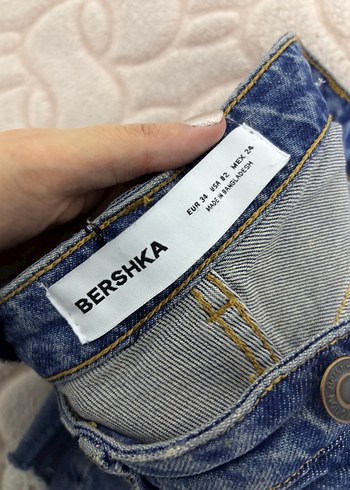 BERSHKA
EUR 34 USA 02 MEX 24
MADE IN BANGLADESH